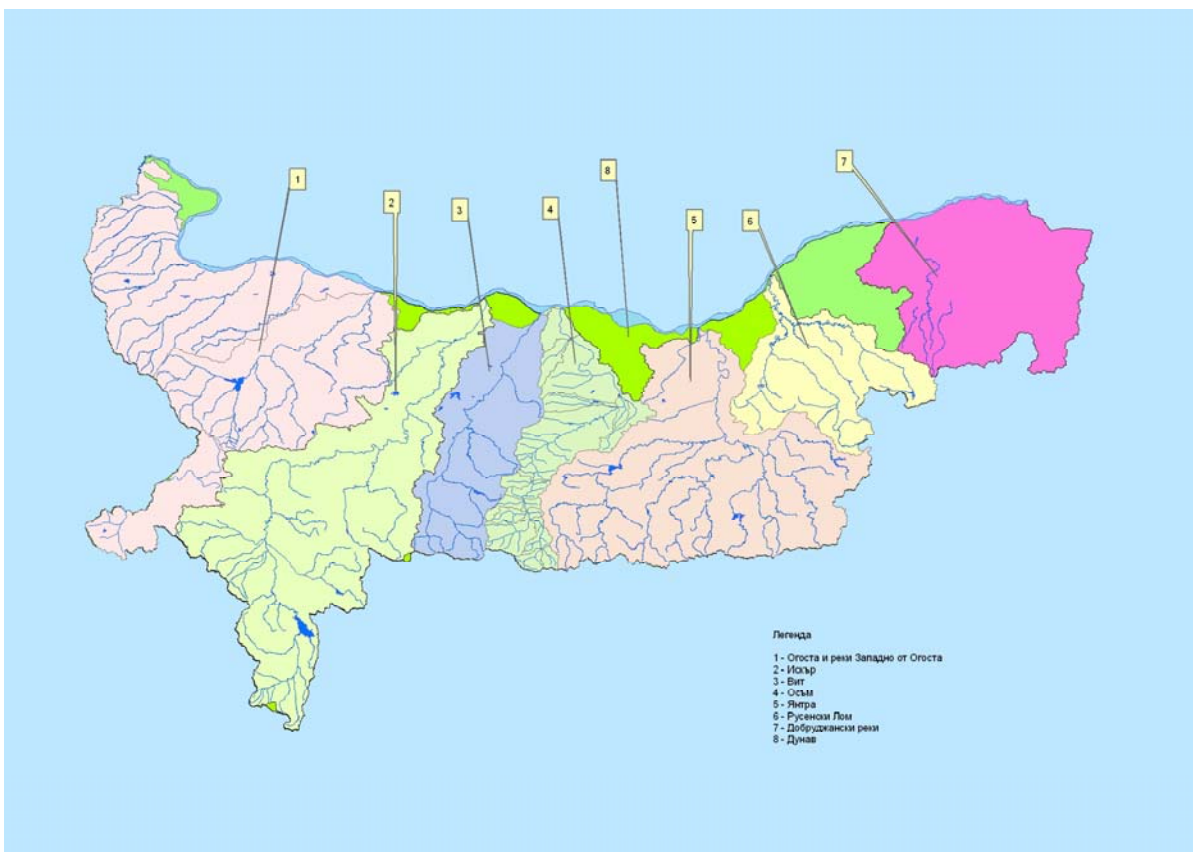 1
2
3
4
8
5
6
7
Легенда
1 - Огоста и реки Западно от Огоста
2 - Искър
3 - Вит
4 - Осъм
5 - Янтра
6 - Русенски Лом
7 - Добруджански реки
8 - Дунав